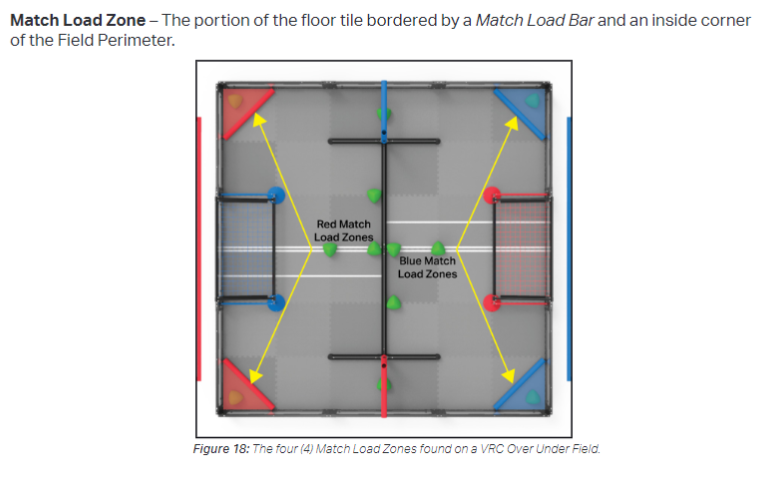 Match Load Zone – The portion of the floor tile bordered by a Match Load Bar and an inside corner
of the Field Perimeter.
Red Match
Load Zones
Blue Match
Load Zones
Figure 18: The four (4) Match Load Zones found on a VRC Over Under Field.